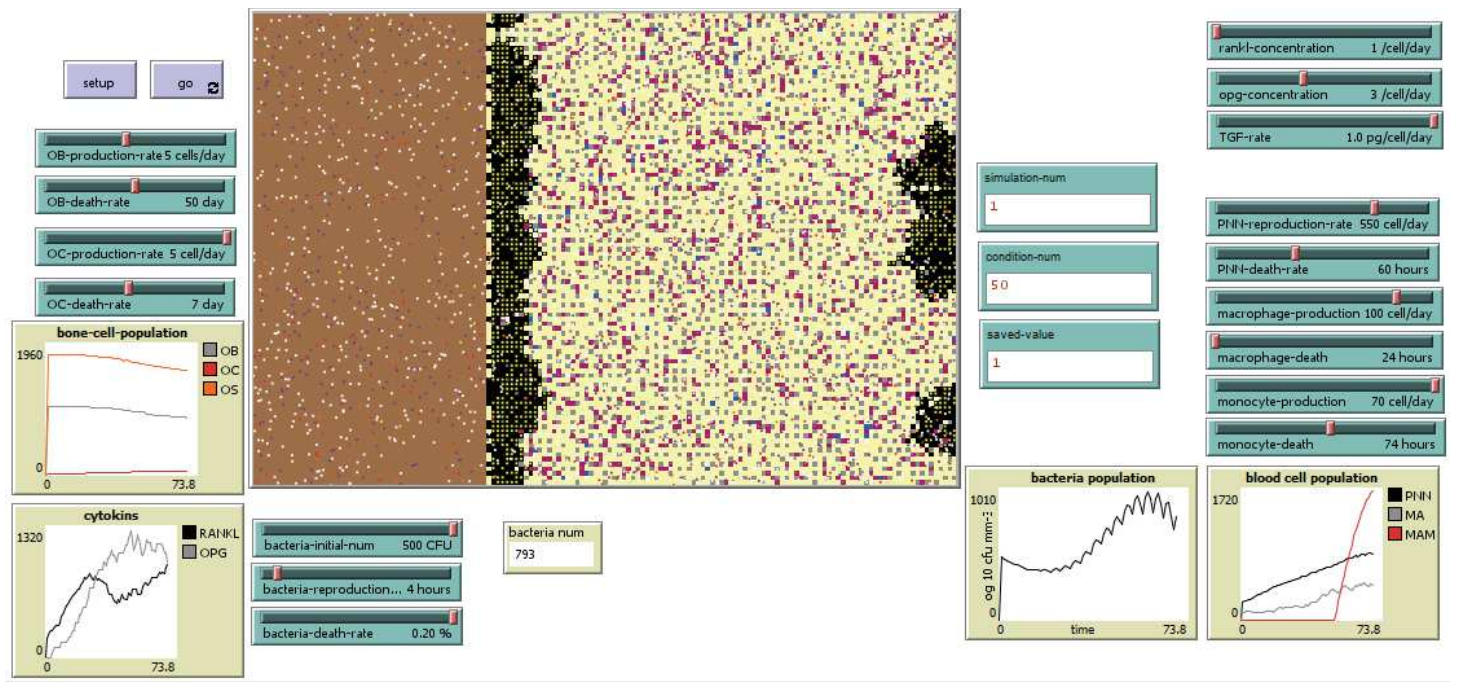 setup
go
OB-production-rate 5 cells/day
OB-death-rate 50 day
OC-production-rate 5 cell/day
OC-death-rate 7 day
bone-cell-population
1960
0
0 73.8
OB
OC
OS
cytokins
1320
0
0 73.8
RANKL
OPG
bacteria-initial-num 500 CFU
bacteria-reproduction... 4 hours
bacteria-death-rate 0.20 %
bacteria num
793
simulation-num
1
condition-num
50
saved-value
1
rankl-concentration 1 /cell/day
opg-concentration 3 /cell/day
TGF-rate 1.0 pg/cell/day
PNN-reproduction-rate 550 cell/day
PNN-death-rate 60 hours
macrophage-production 100 cell/day
macrophage-death 24 hours
monocyte-production 70 cell/day
monocyte-death 74 hours
bacteria population
1010
og 10 cfu mm-3
0
0 time 73.8
blood cell population
1720
0
0 73.8
PNN
MA
MAM